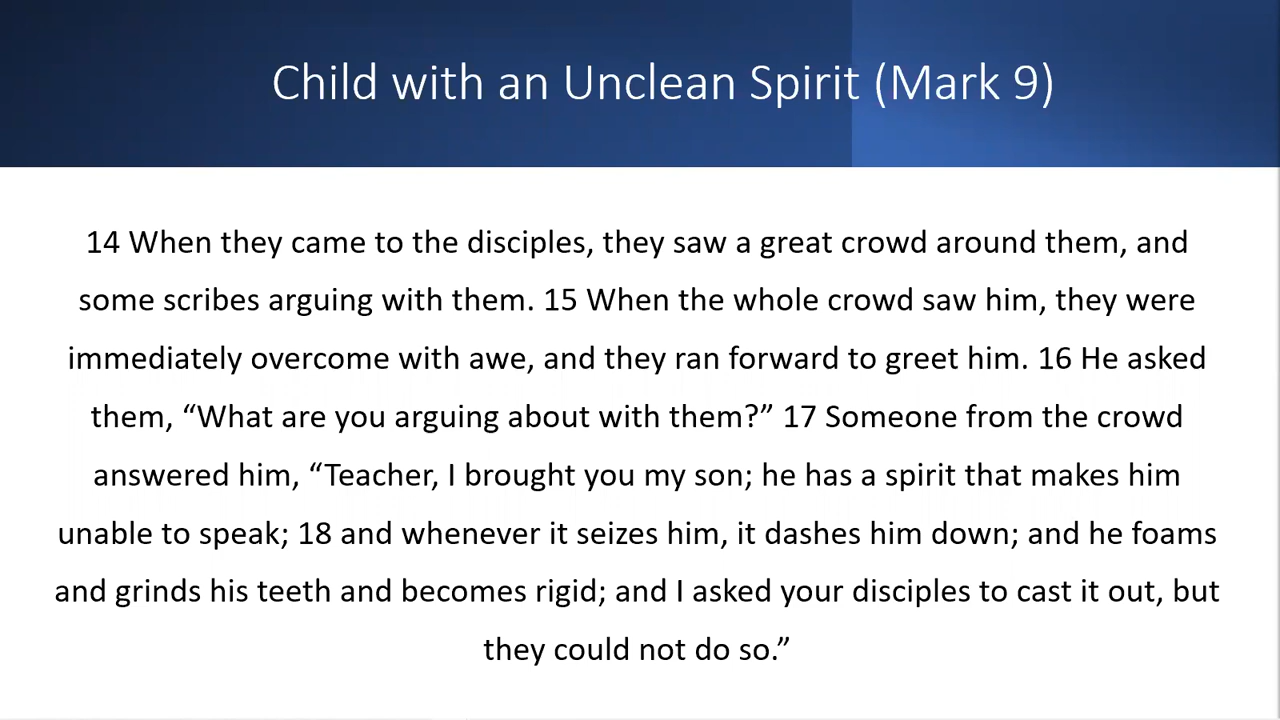 Child with an Unclean Spirit (Mark 9)
14 When they came to the disciples, they saw a great crowd around them, and
some scribes arguing with them. 15 When the whole crowd saw him, they were
immediately overcome with awe, and they ran forward to greet him. 16 He asked
them, “What are you arguing about with them?” 17 Someone from the crowd
answered him, “Teacher, I brought you my son; he has a spirit that makes him
unable to speak; 18 and whenever it seizes him, it dashes him down; and he foams
and grinds his teeth and becomes rigid; and I asked your disciples to cast it out, but
they could not do so.”